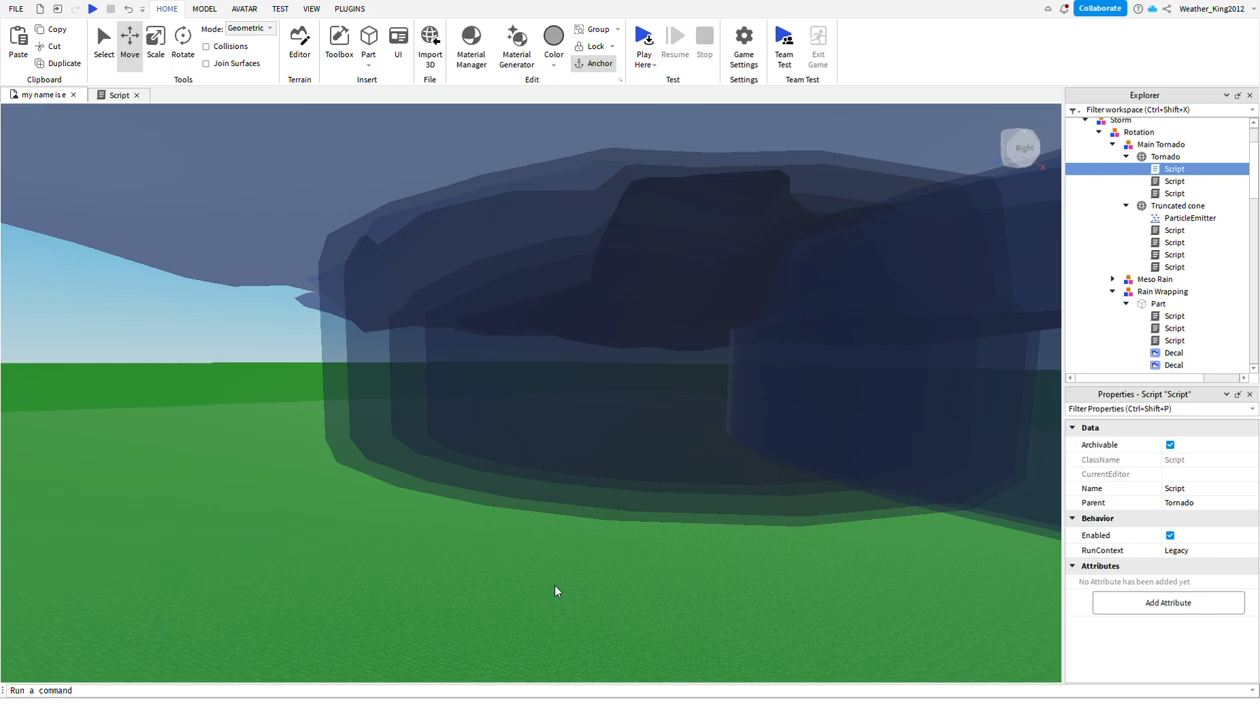 FILE HOME MODEL AVATAR TEST VIEW PLUGINS Collaborate Weather_King2012
Paste Copy Cut Duplicate Clipboard
Select Move Scale Rotate Mode: Geometric Collisions Join Surfaces Tools
Editor Terrain
Toolbox Part UI Insert
Import 3D File
Material Manager Material Generator Color Group Lock Anchor Edit
Play Here Resume Stop Test
Game Settings Settings
Team Test Exit Game Team Test
my name is e Script
Right
Explorer
Filter workspace (Ctrl+Shift+X)
Storm
Rotation
Main Tornado
Tornado
Script
Script
Script
Truncated cone
ParticleEmitter
Script
Script
Script
Script
Meso Rain
Rain Wrapping
Part
Script
Script
Script
Decal
Decal
Properties - Script "Script"
Filter Properties (Ctrl+Shift+P)
Data
Archivable
ClassName Script
CurrentEditor
Name Script
Parent Tornado
Behavior
Enabled
RunContext Legacy
Attributes
No Attribute has been added yet
Add Attribute
Run a command